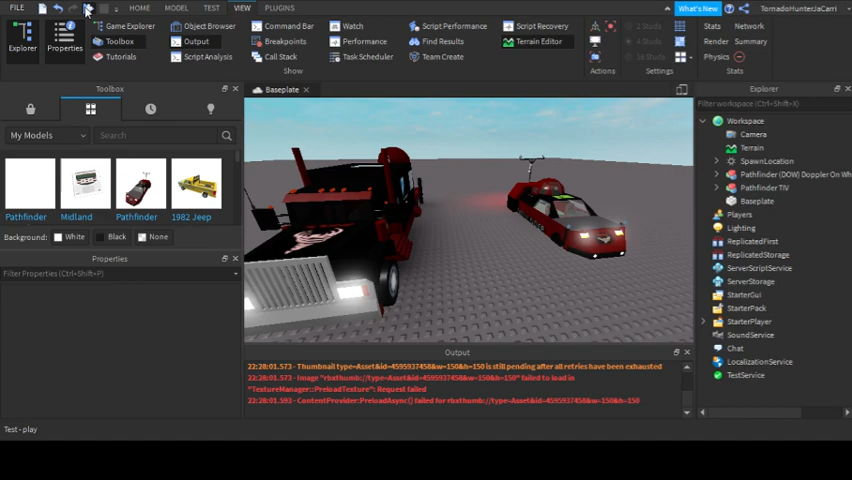 FILE HOME MODEL TEST VIEW PLUGINS What's New TornadoHunterJaCarri
Game Explorer Object Browser Command Bar Watch Script Performance Script Recovery Stats Network
Explorer Properties Toolbox Output Breakpoints Performance Find Results Terrain Editor 4 Studs Render Summary
Tutorials Script Analysis Call Stack Task Scheduler Team Create 16 Studs Physics
Show Actions Settings Stats
Toolbox
Baseplate
Explorer
Filter workspace (Ctrl+Shift+X)
My Models Search
Pathfinder Midland Pathfinder 1982 Jeep
Background: White Black None
Properties
Filter Properties (Ctrl+Shift+P)
Workspace
Camera
Terrain
SpawnLocation
Pathfinder (DOW) Doppler On Wh
Pathfinder TIV
Baseplate
Players
Lighting
ReplicatedFirst
ReplicatedStorage
ServerScriptService
ServerStorage
StarterGui
StarterPack
StarterPlayer
SoundService
Chat
LocalizationService
TestService
Output
22:28:01.573 - Thumbnail type=Asset&id=4595937458&w=150&h=150 is still pending after all retries have been exhausted
22:28:01.573 - Image "rbxthumb://type=Asset&id=4595937458&w=150&h=150" failed to load in
"TextureManager::PreloadTexture": Request failed
22:28:01.593 - ContentProvider:PreloadAsync() failed for rbxthumb://type=Asset&id=4595937458&w=150&h=150
Test - play